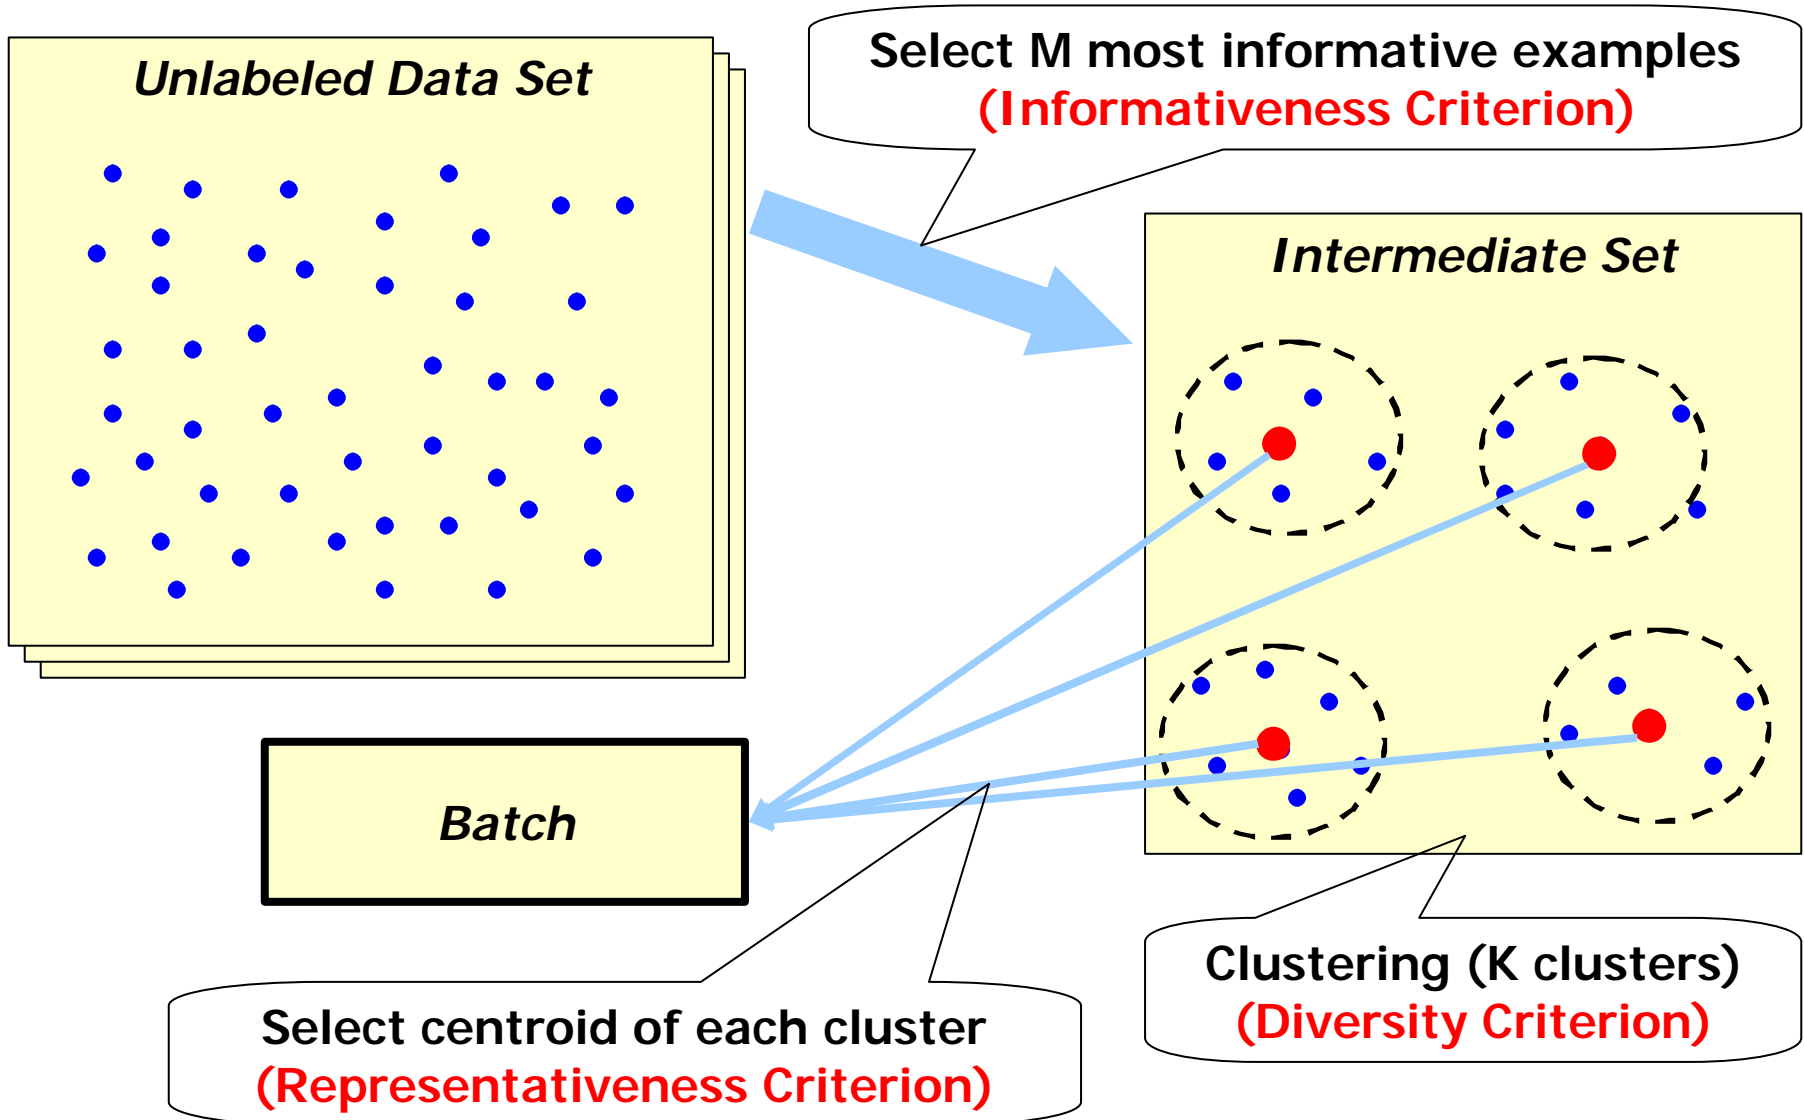 Unlabeled Data Set
Select M most informative examples
(Informativeness Criterion)
Intermediate Set
Batch
Clustering (K clusters)
(Diversity Criterion)
Select centroid of each cluster
(Representativeness Criterion)